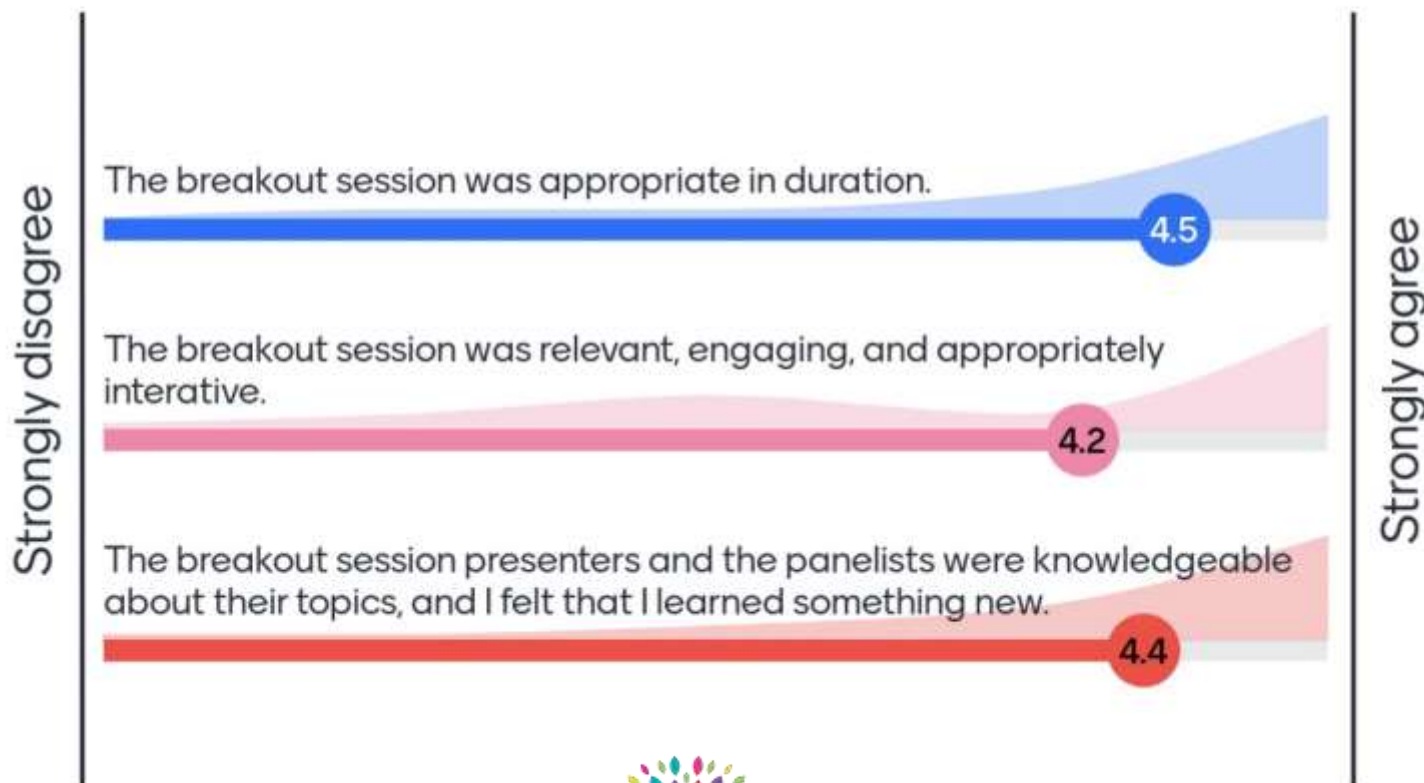 Strongly disagree
The breakout session was appropriate in duration.
4.5
The breakout session was relevant, engaging, and appropriately
interative.
4.2
The breakout session presenters and the panelists were knowledgeable
about their topics, and I felt that I learned something new.
4.4
Strongly agree